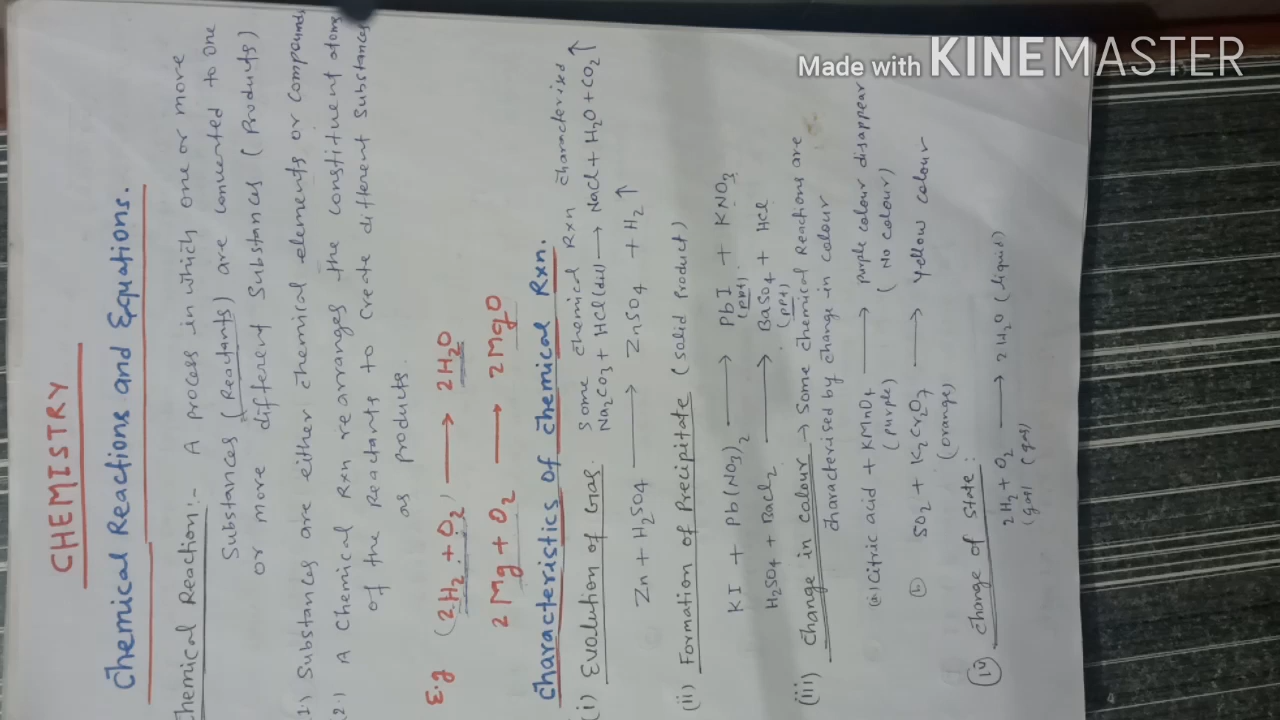 Made with KINEMASTER
CHEMISTRY
Chemical Reactions and Equations.
Chemical Reaction:- A process in which one or more
Substances (Reactants) are converted to one
or more different Substances (Products)
1.) Substances are either chemical elements or compounds
2.) A Chemical Rxn rearranges the constituent atoms
of the Reactants to create different Substances
as products.
E.g (2H₂ + O₂) → 2H₂O
2Mg + O₂ → 2MgO
Characteristics of chemical Rxn.
(i) Evalution of Gas. Some chemical Rxn characterised
Na₂CO₃ + HCl(dil) → NaCl + H₂O + CO₂ ↑
Zn + H₂SO₄ → ZnSO₄ + H₂ ↑
(ii) Formation of Precipitate (Solid Product)
KI + Pb(NO₃)₂ → PbI + KNO₃
(PPt)
H₂SO₄ + BaCl₂ → BaSO₄ + HCl
(PPt)
(iii) Change in Colour → Some chemical Reactions are
characterised by change in colour
(a) Citric acid + KMnO₄ → purple colour disappear
(purple) (No colour)
(b) SO₂ + K₂Cr₂O₇ → Yellow colour
(orange)
(iv) Change of State:
2H₂ + O₂ → 2H₂O (liquid)
(gas) (gas)